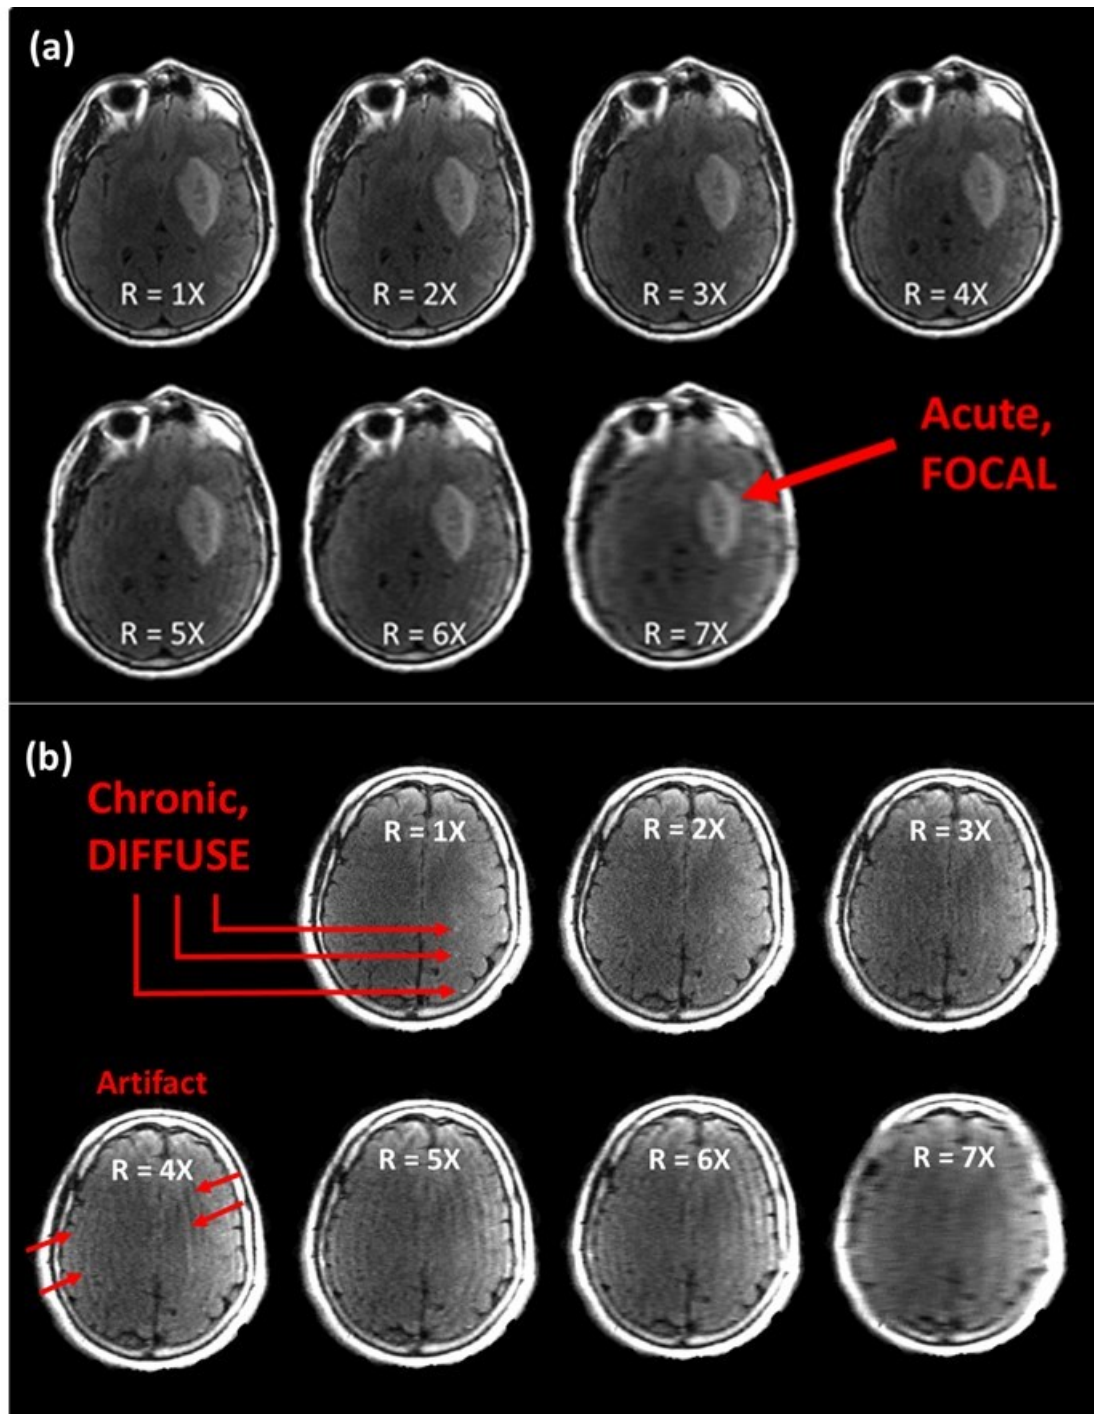 (a)
R = 1X
R = 2X
R = 3X
R = 4X
Acute,
FOCAL
R = 5X
R = 6X
R = 7X
(b)
Chronic,
DIFFUSE
R = 1X
R = 2X
R = 3X
Artifact
R = 4X
R = 5X
R = 6X
R = 7X